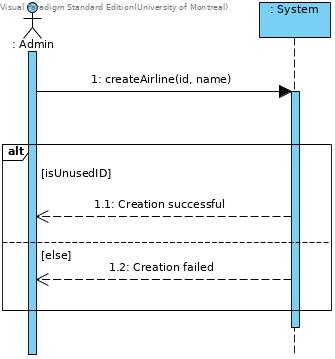 Visual Paradigm Standard Edition(University of Montreal)
: Admin
: System
1: createAirline(id, name)
alt
[isUnusedID]
1.1: Creation successful
[else]
1.2: Creation failed